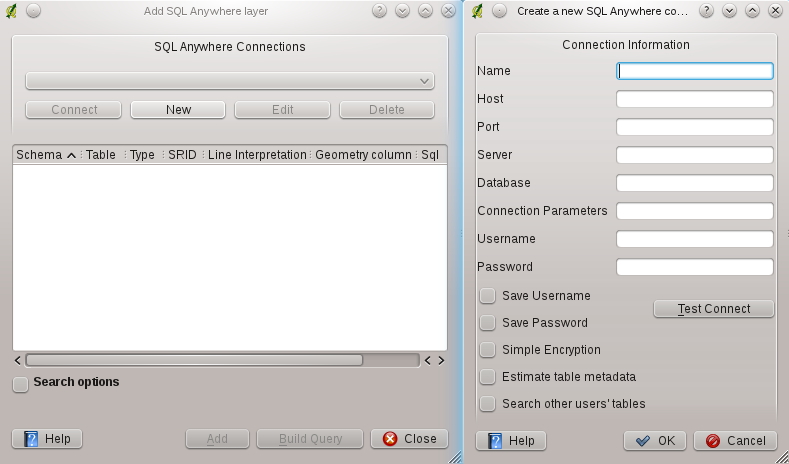 Add SQL Anywhere layer
SQL Anywhere Connections
Connect New Edit Delete
Schema Table Type SRID Line Interpretation Geometry column Sql
Search options
Help Add Build Query Close
Create a new SQL Anywhere co...
Connection Information
Name
Host
Port
Server
Database
Connection Parameters
Username
Password
Save Username
Test Connect
Save Password
Simple Encryption
Estimate table metadata
Search other users' tables
Help OK Cancel